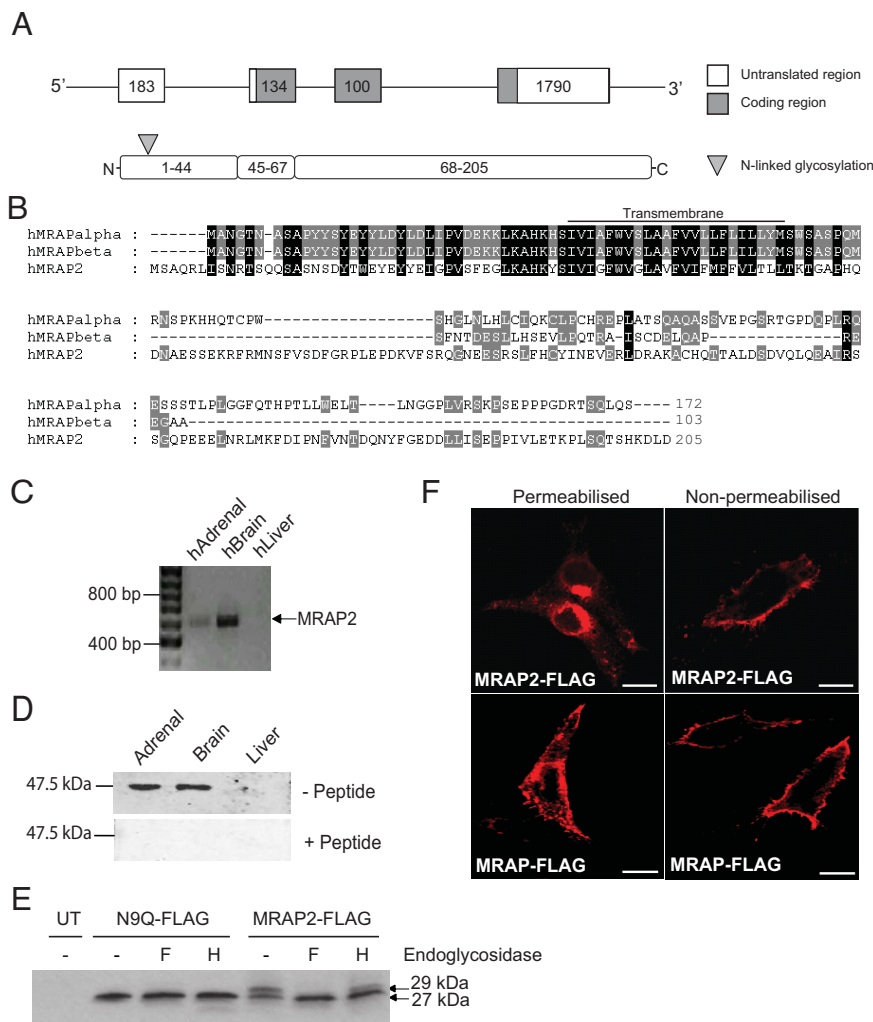 A
5' 183 134 100 1790 3'
Untranslated region
Coding region
N 1-44 45-67 68-205 C
N-linked glycosylation
B
Transmembrane
hMRAPalpha : ------MANGTN-ASAPYYSYEYYLDYLDLIPVDEKKLKAHKHSIVIAFWVSLAAFVVLLFLILLYMSWSASPQM
hMRAPbeta : ------MANGTN-ASAPYYSYEYYLDYLDLIPVDEKKLKAHKHSIVIAFWVSLAAFVVLLFLILLYMSWSASPQM
hMRAP2 : MSAQRLISNRTSQQSASNSDYTWEYEYYEIGPVSFEGLKAHKYSIVIGFWVGLAVFVIFMFFVLTLLTKTGAPHQ
hMRAPalpha : RNSPKHHQTCPW------------------SHGLNLHLCIQKCLPCHREPLATSQAQASSVEPGSRTGPDQPLRQ
hMRAPbeta : ------------------------------SFNTDESLLHSEVLPQTRA-ISCDELQAP-------------RE
hMRAP2 : DNAESSEKRFRMNSFVSDFGRPLEPDKVFSRQGNEESRSLFHCYINEVERLDRAKACHQTTALDSDVQLQEAIRS
hMRAPalpha : ESSSTLPLGGFQTHPTLLWELT----LNGGPLVRSKPSEPPPGDRTSQLQS---- 172
hMRAPbeta : EGAA-------------------------------------------------- 103
hMRAP2 : SGQPEEELNRLMKFDIPNFVNTDQNYFGEDDLLISEPPIVLETKPLSQTSHKDLD 205
C
hAdrenal hBrain hLiver
800 bp
MRAP2
400 bp
D
Adrenal Brain Liver
47.5 kDa - Peptide
47.5 kDa + Peptide
E
UT N9Q-FLAG MRAP2-FLAG
- - F H - F H Endoglycosidase
29 kDa
27 kDa
F
Permeabilised Non-permeabilised
MRAP2-FLAG MRAP2-FLAG
MRAP-FLAG MRAP-FLAG